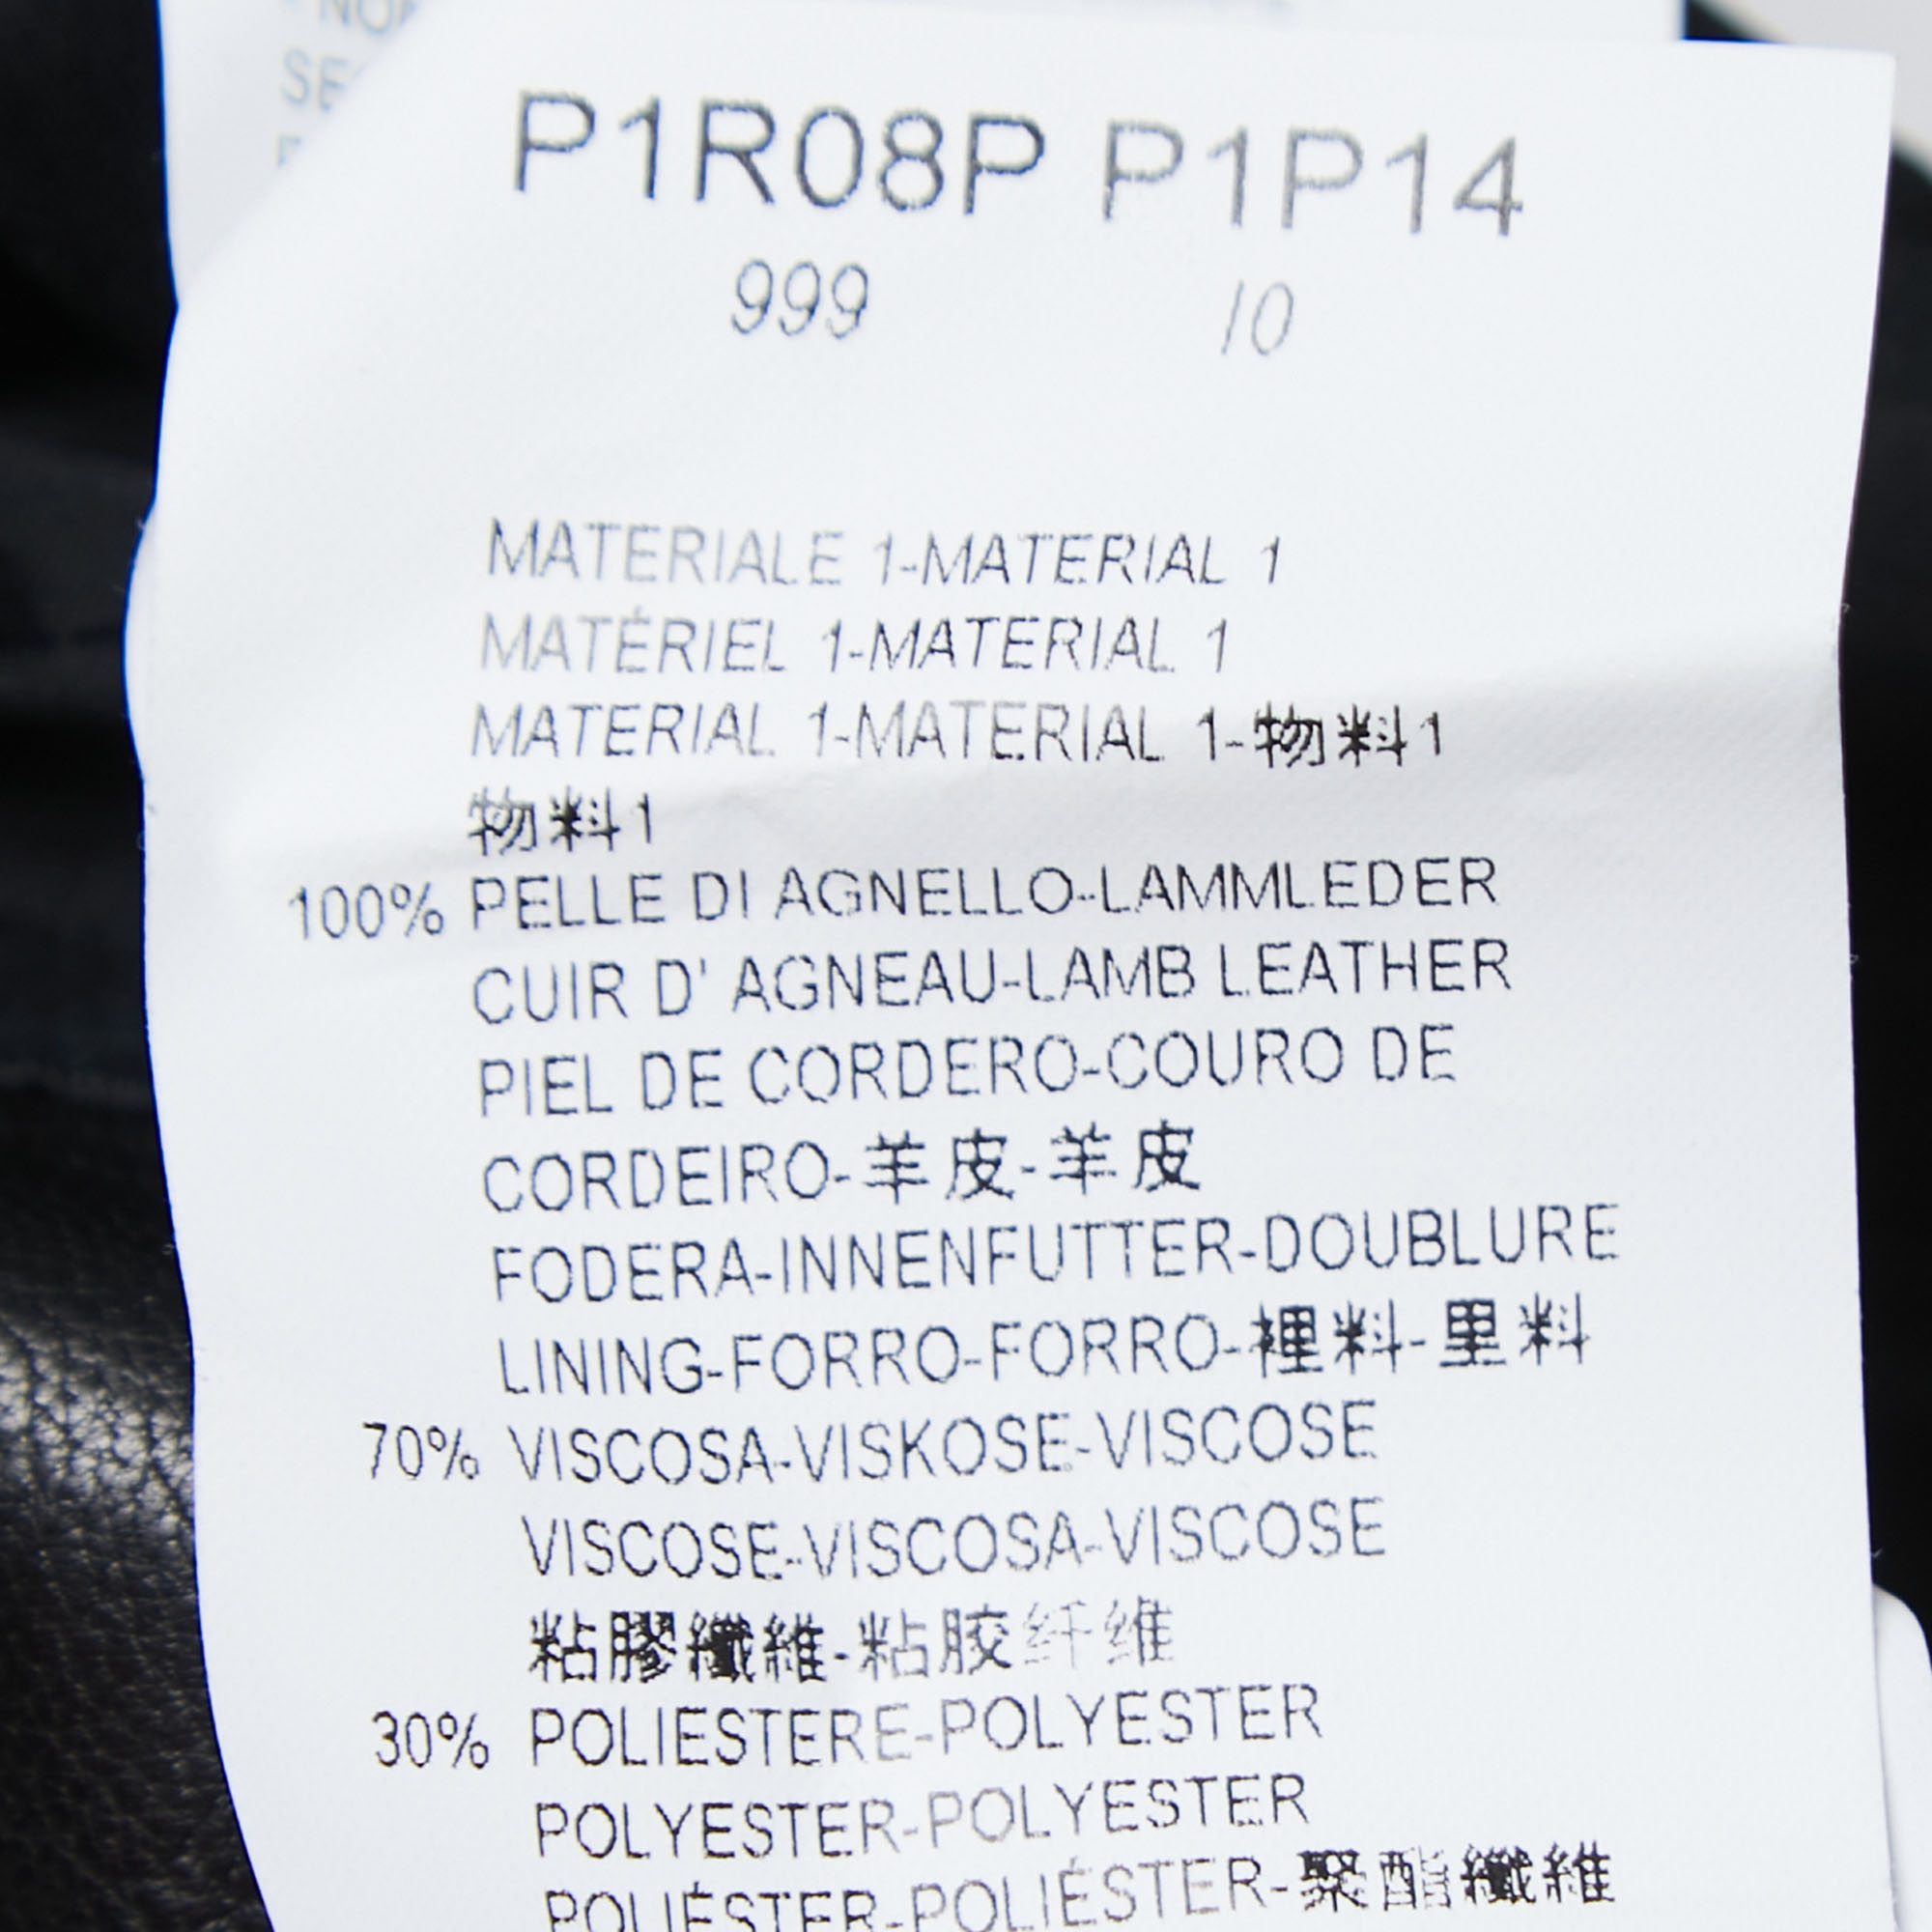 SE
P1R08P P1P14
999 /0
MATERIALE 1-MATERIAL 1
MATÉRIEL 1-MATERIAL 1
MATERIAL 1-MATERIAL 1-物料1
物料1
100% PELLE DI AGNELLO-LAMMLEDER
CUIR D' AGNEAU-LAMB LEATHER
PIEL DE CORDERO-COURO DE
CORDEIRO-羊皮-羊皮
FODERA-INNENFUTTER-DOUBLURE
LINING-FORRO-FORRO-裡料-里料
70% VISCOSA-VISKOSE-VISCOSE
VISCOSE-VISCOSA-VISCOSE
粘膠纖維-粘胶纤维
30% POLIESTERE-POLYESTER
POLYESTER-POLYESTER
POLIÉSTER-POLIÉSTER-聚酯纖維